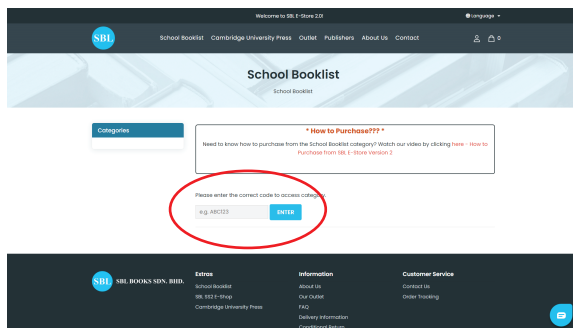 Welcome to SBL E-Store 2.0!
Language
SBL
School Booklist Cambridge University Press Outlet Publishers About Us Contact
0
School Booklist
School Booklist
Categories
* How to Purchase??? *
Need to know how to purchase from the School Booklist category? Watch our video by clicking here - How to
Purchase from SBL E-Store Version 2
Please enter the correct code to access category.
e.g. ABC123
ENTER
SBL SBL BOOKS SDN. BHD.
Extras
School Booklist
SBL SS2 E-Shop
Cambridge University Press
Information
About Us
Our Outlet
FAQ
Delivery Information
Conditional Return
Customer Service
Contact Us
Order Tracking